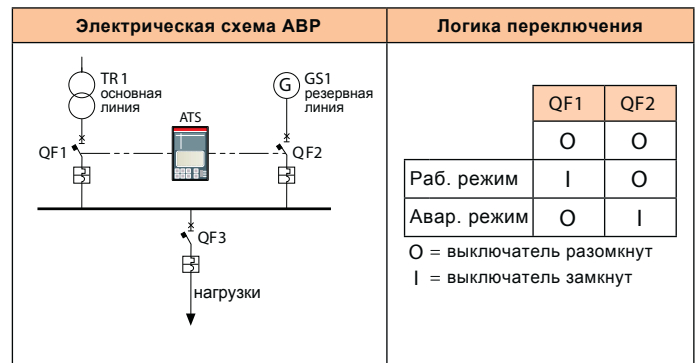 Электрическая схема АВР
Логика переключения
TR 1
основная
линия
G
GS1
резервная
линия
ATS
QF1
QF2
QF3
нагрузки
QF1 QF2
O O
Раб. режим I O
Авар. режим O I
O = выключатель разомкнут
I = выключатель замкнут